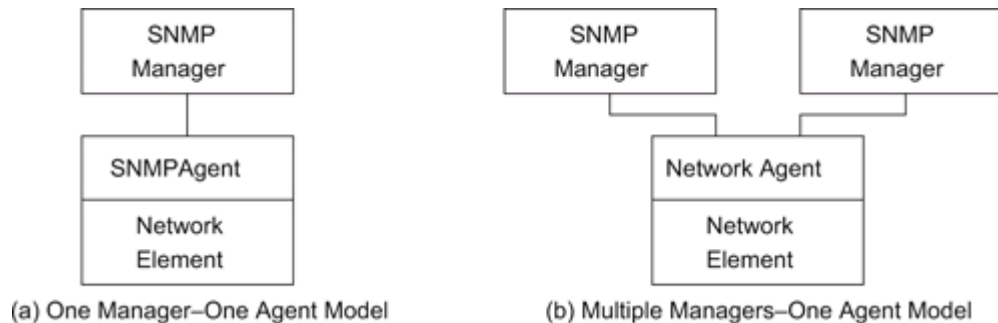 SNMP
Manager
SNMPAgent
Network
Element
(a) One Manager–One Agent Model
SNMP
Manager
SNMP
Manager
Network Agent
Network
Element
(b) Multiple Managers–One Agent Model